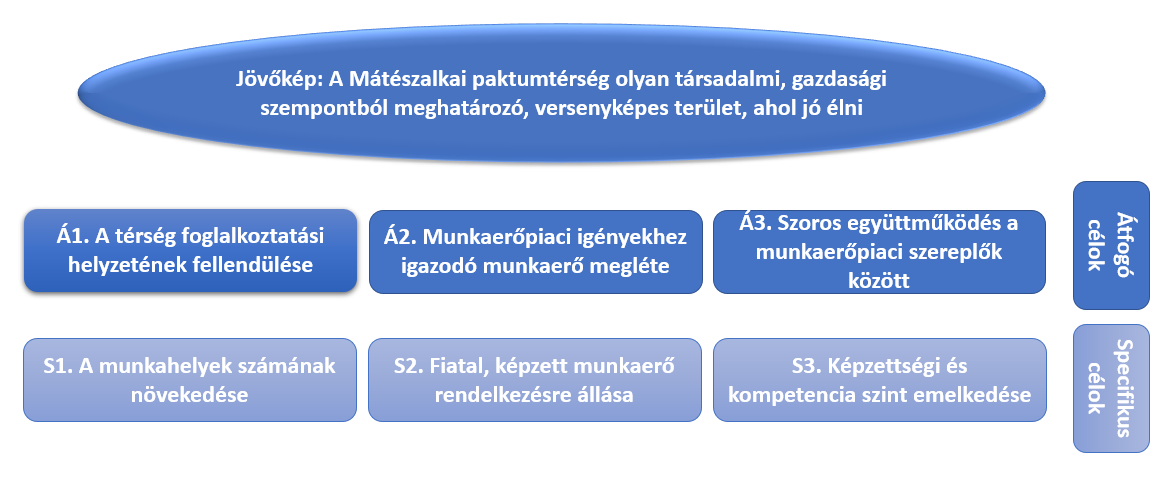 Jövőkép: A Mátészalkai paktumtérség olyan társadalmi, gazdasági
szempontból meghatározó, versenyképes terület, ahol jó élni
Á1. A térség foglalkoztatási
helyzetének fellendülése
Á2. Munkaerőpiaci igényekhez
igazodó munkaerő megléte
Á3. Szoros együttműködés a
munkaerőpiaci szereplők
között
Átfogó
célok
S1. A munkahelyek számának
növekedése
S2. Fiatal, képzett munkaerő
rendelkezésre állása
S3. Képzettségi és
kompetencia szint emelkedése
Specifikus
célok